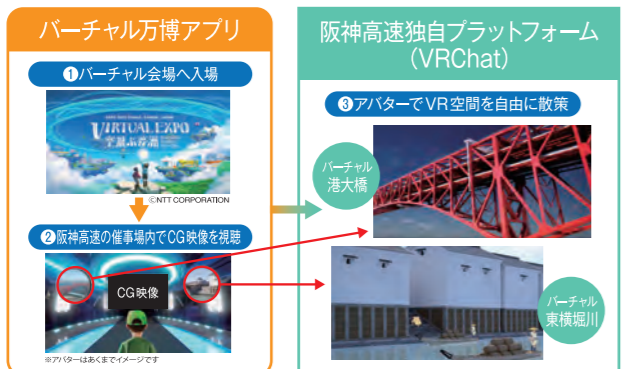 バーチャル万博アプリ
❶バーチャル会場へ入場
VIRTUAL EXPO
空飛ぶ夢洲
©NTT CORPORATION
❷阪神高速の催事場内でCG映像を視聴
CG映像
※アバターはあくまでイメージです
阪神高速独自プラットフォーム
(VRChat)
❸アバターでVR空間を自由に散策
バーチャル
港大橋
バーチャル
東横堀川